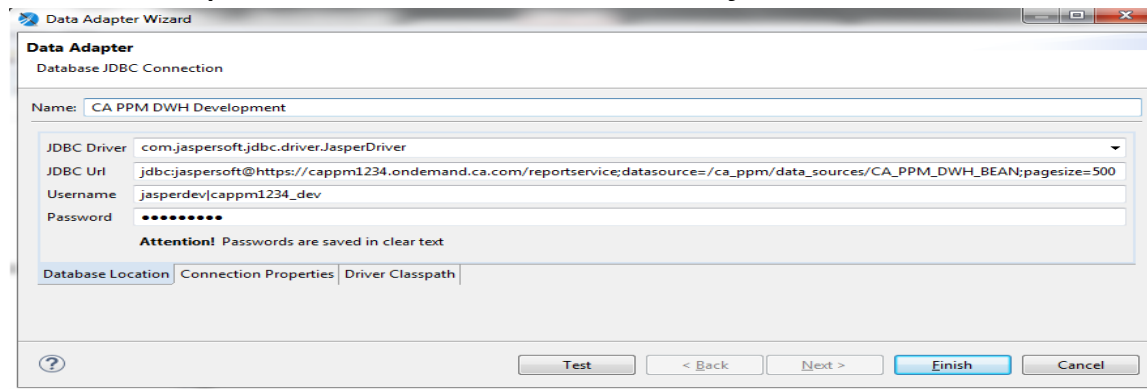 Data Adapter Wizard
Data Adapter
Database JDBC Connection
Name: CA PPM DWH Development
JDBC Driver com.jaspersoft.jdbc.driver.JasperDriver
JDBC Url jdbc:jaspersoft@https://cappm1234.ondemand.ca.com/reportservice;datasource=/ca_ppm/data_sources/CA_PPM_DWH_BEAN;pagesize=500
Username jasperdev|cappm1234_dev
Password •••••••••
Attention! Passwords are saved in clear text
Database Location Connection Properties Driver Classpath
? Test < Back Next > Finish Cancel